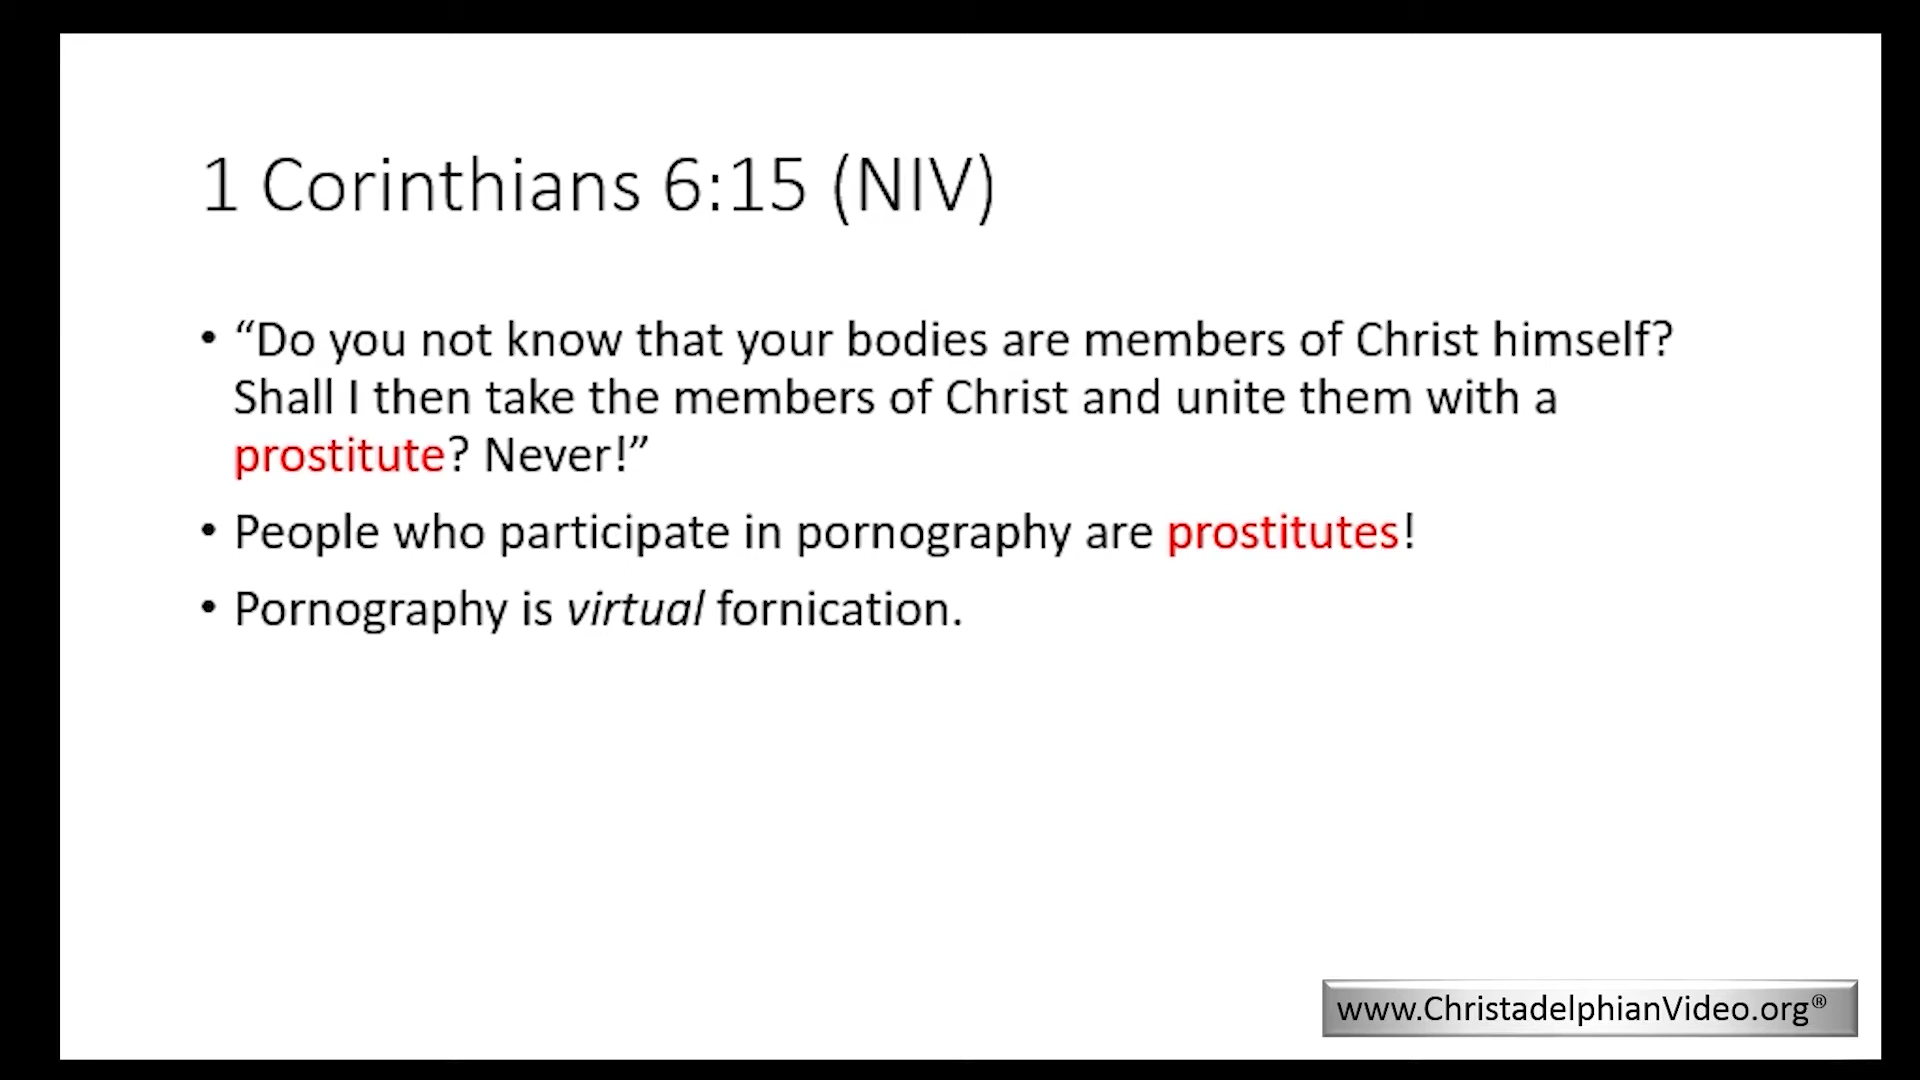 1 Corinthians 6:15 (NIV)
• “Do you not know that your bodies are members of Christ himself?
Shall I then take the members of Christ and unite them with a
prostitute? Never!”
• People who participate in pornography are prostitutes!
• Pornography is virtual fornication.
www.ChristadelphianVideo.org®